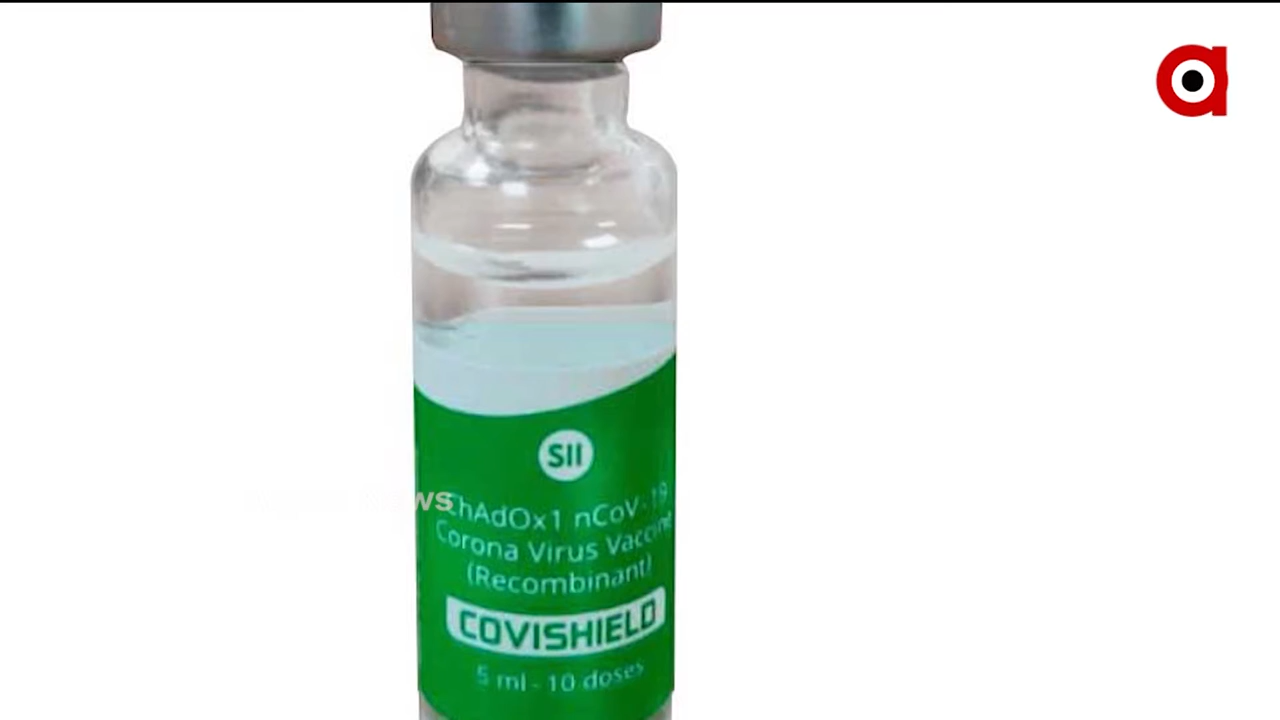 SII
ChAdOx1 nCoV-19
Corona Virus Vaccine
(Recombinant)
COVISHIELD
5 ml - 10 doses